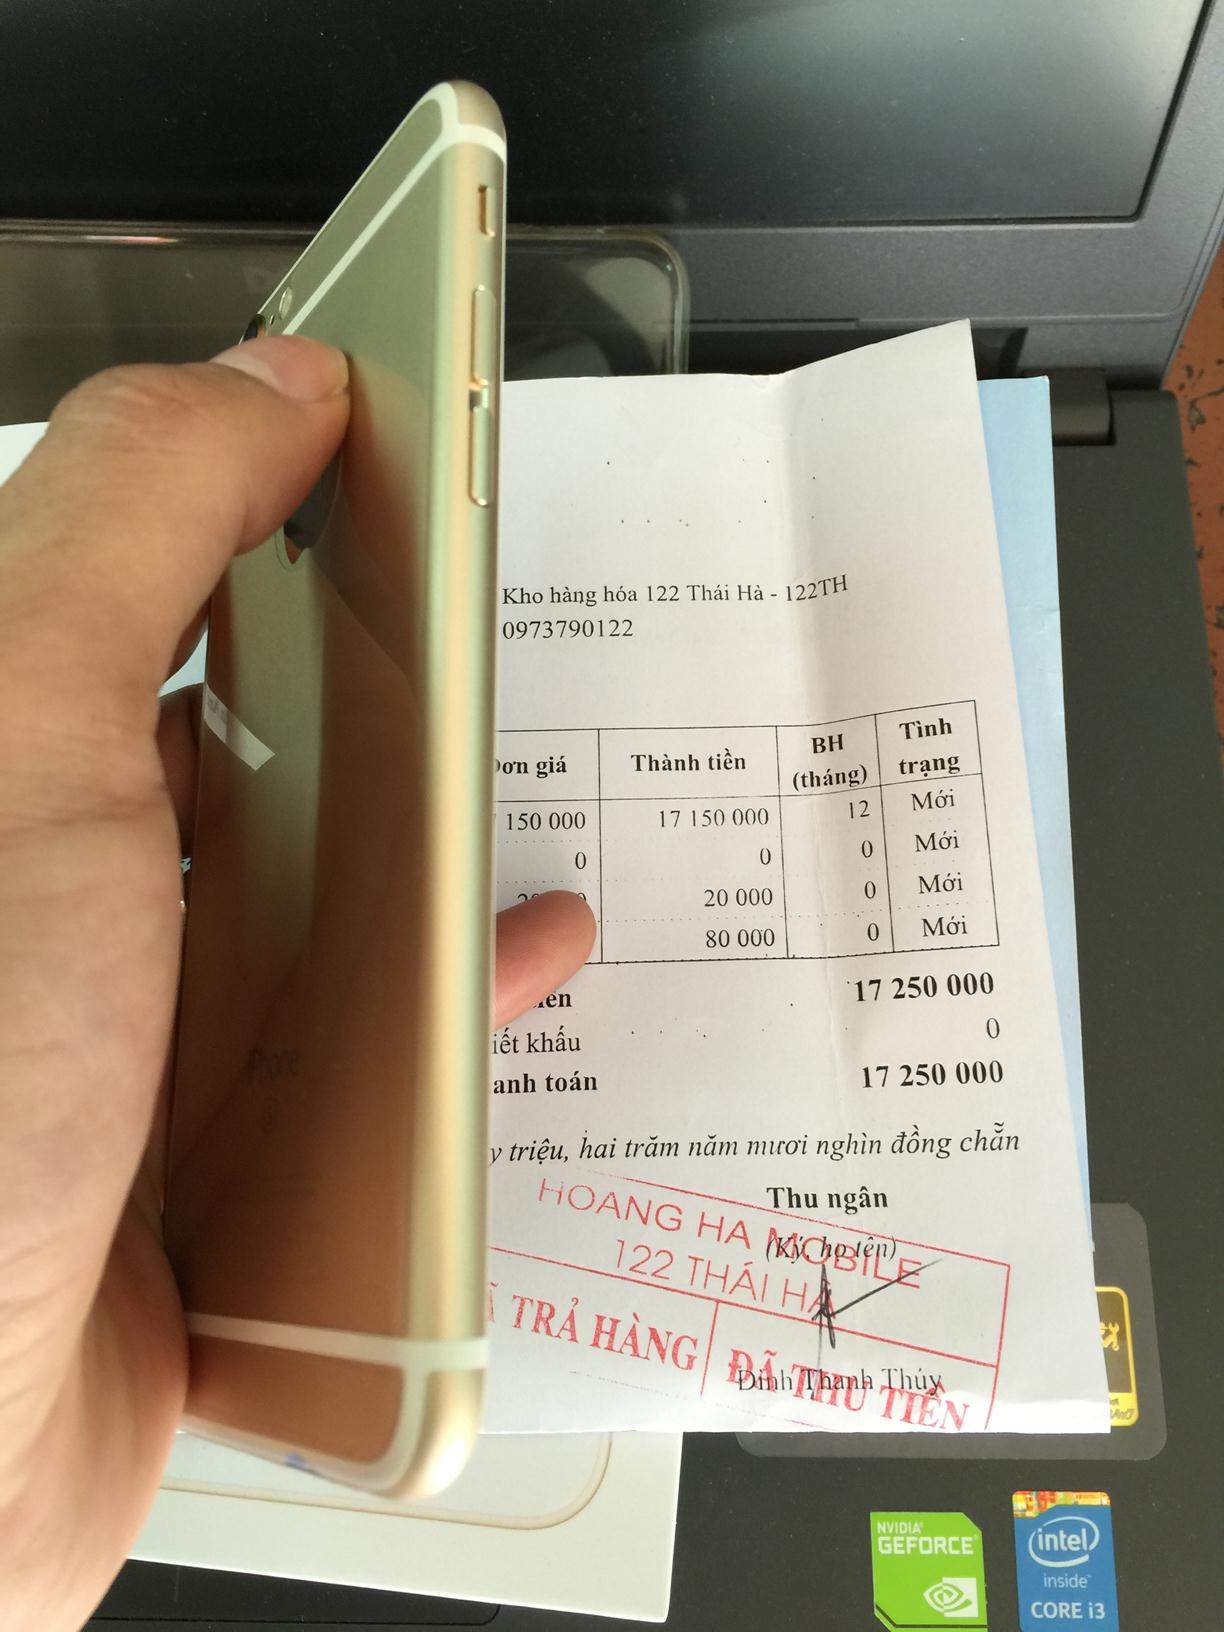 Kho hàng hóa 122 Thái Hà - 122TH
0973790122
Đơn giá Thành tiền BH (tháng) Tình trạng
150 000 17 150 000 12 Mới
0 0 0 Mới
20 000 0 Mới
80 000 0 Mới
17 250 000
iết khấu 0
anh toán 17 250 000
y triệu, hai trăm năm mươi nghìn đồng chẵn
Thu ngân
(Ký, họ tên)
HOANG HA MOBILE
122 THÁI HÀ
TRẢ HÀNG
ĐÃ THU TIỀN
Đinh Thanh Thúy
iPhone
S
NVIDIA
GEFORCE
intel
inside
CORE i3